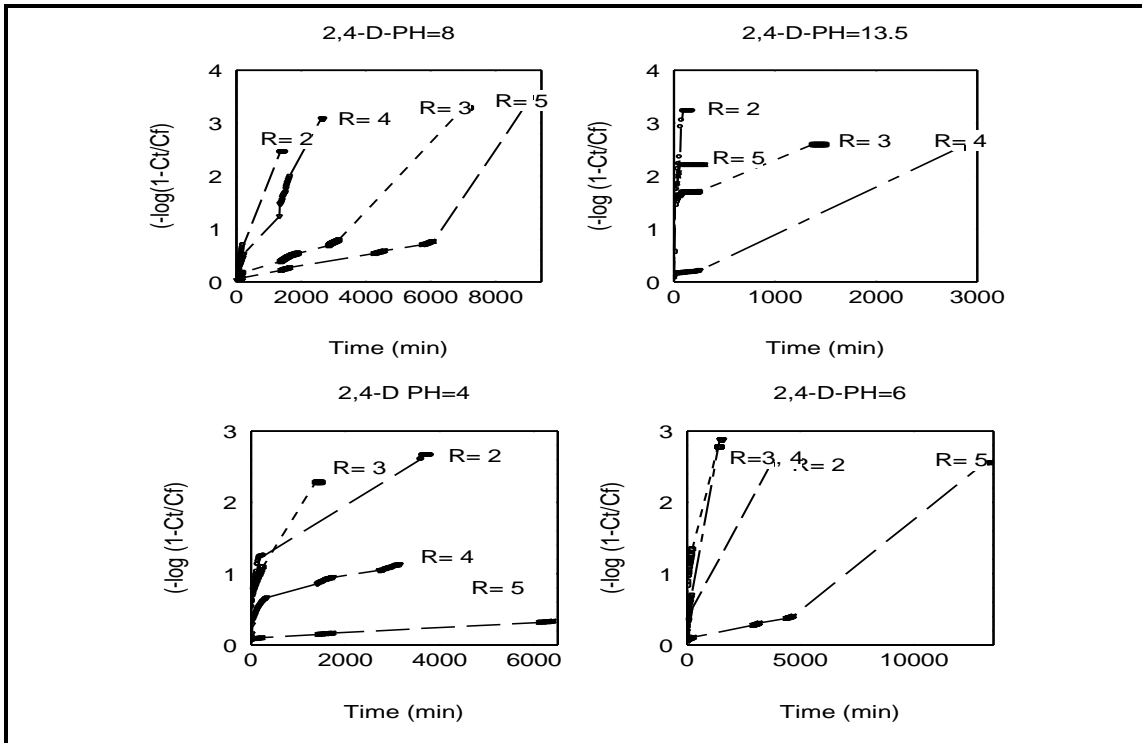 2,4-D-PH=8
(-log(1-Ct/Cf)
4
3
2
1
0
R= 2
R= 4
R= 3
R= 5
0 2000 4000 6000 8000
Time (min)
2,4-D-PH=13.5
(-log (1-Ct/Cf)
4
3
2
1
0
R= 2
R= 5
R= 3
R= 4
0 1000 2000 3000
Time (min)
2,4-D PH=4
(-log (1-Ct/Cf)
3
2
1
0
R= 3
R= 2
R= 4
R= 5
0 2000 4000 6000
Time (min)
2,4-D-PH=6
(-log (1-Ct/Cf)
3
2
1
0
R=3, 4
R= 2
R= 5
0 5000 10000
Time (min)